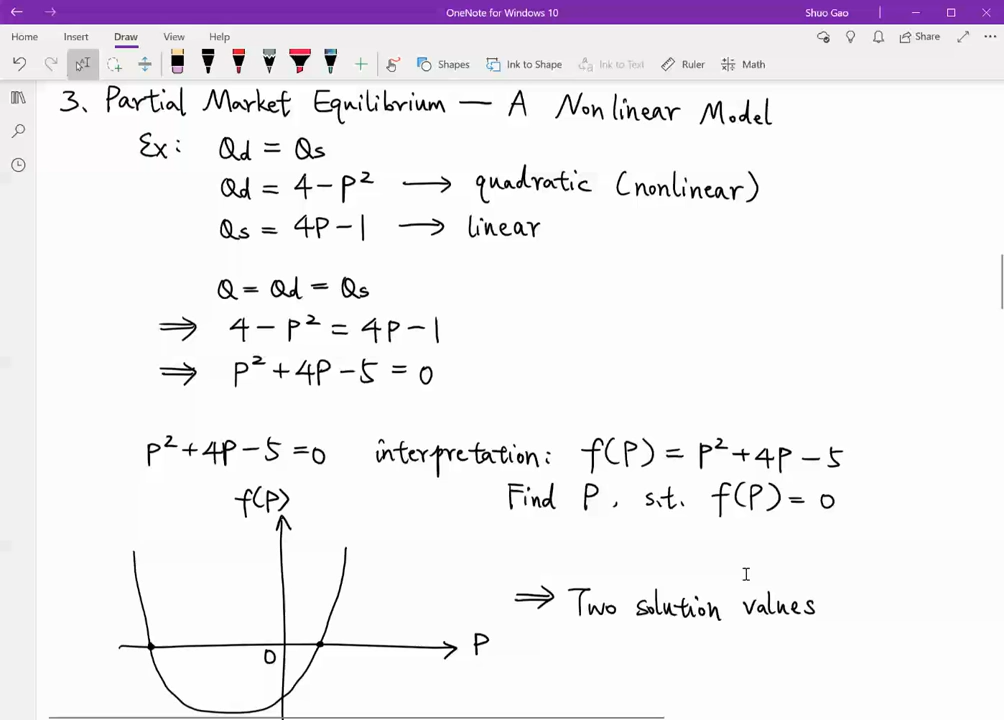 OneNote for Windows 10
Shuo Gao
Home Insert Draw View Help
Share
Shapes Ink to Shape Ink to Text Ruler Math
3、Partial Market Equilibrium — A Nonlinear Model
Ex: Qd = Qs
Qd = 4 - P² → quadratic (nonlinear)
Qs = 4P - 1 → linear
Q = Qd = Qs
⇒ 4 - P² = 4P - 1
⇒ P² + 4P - 5 = 0
P² + 4P - 5 = 0 interpretation: f(P) = P² + 4P - 5
f(P) Find P, s.t. f(P) = 0
⇒ Two solution values
0 P